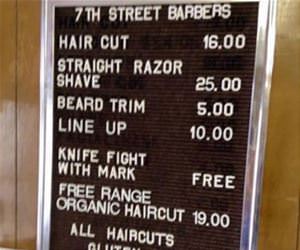 7TH STREET BARBERS
HAIR CUT 16.00
STRAIGHT RAZOR
SHAVE 25.00
BEARD TRIM 5.00
LINE UP 10.00
KNIFE FIGHT
WITH MARK FREE
FREE RANGE
ORGANIC HAIRCUT 19.00
ALL HAIRCUTS